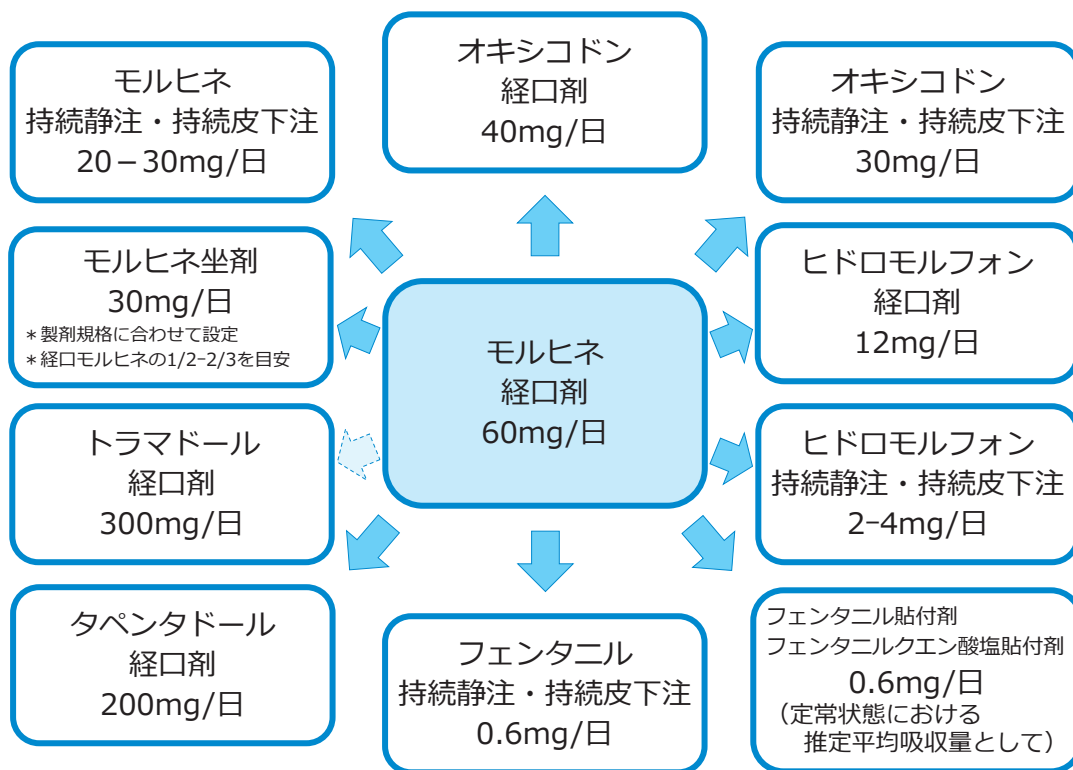 モルヒネ
持続静注・持続皮下注
20－30mg/日
オキシコドン
経口剤
40mg/日
オキシコドン
持続静注・持続皮下注
30mg/日
モルヒネ坐剤
30mg/日
＊製剤規格に合わせて設定
＊経口モルヒネの1/2-2/3を目安
モルヒネ
経口剤
60mg/日
ヒドロモルフォン
経口剤
12mg/日
トラマドール
経口剤
300mg/日
ヒドロモルフォン
持続静注・持続皮下注
2-4mg/日
タペンタドール
経口剤
200mg/日
フェンタニル
持続静注・持続皮下注
0.6mg/日
フェンタニル貼付剤
フェンタニルクエン酸塩貼付剤
0.6mg/日
（定常状態における
推定平均吸収量として）